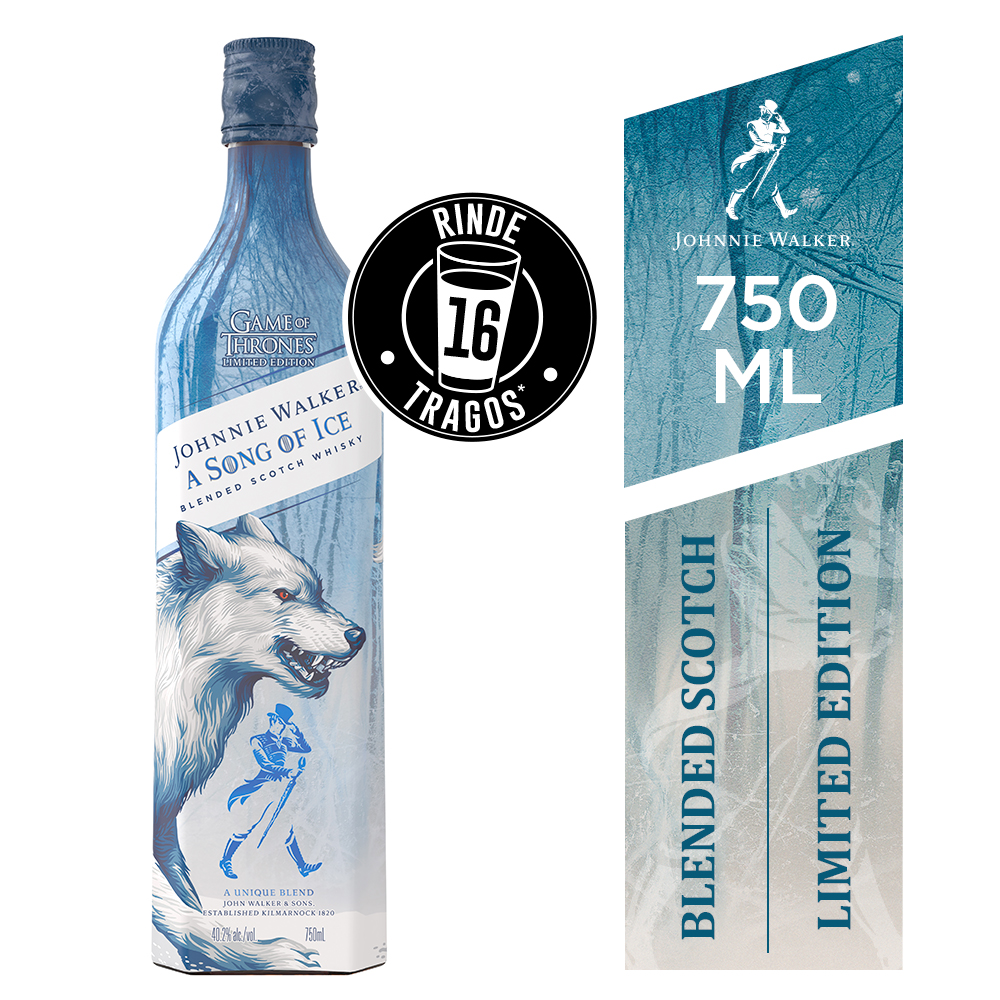 GAME OF
THRONES
LIMITED EDITION
JOHNNIE WALKER
A SONG OF ICE
BLENDED SCOTCH WHISKY
A UNIQUE BLEND
JOHN WALKER & SONS.
ESTABLISHED KILMARNOCK 1820
40.2% alc./vol. 750mL
RINDE
16
TRAGOS*
JOHNNIE WALKER
750
ML
BLENDED SCOTCH
LIMITED EDITION